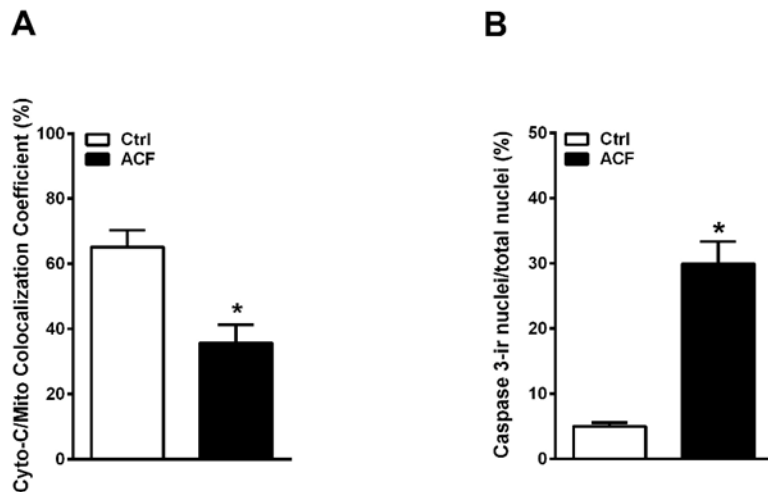 A
Cyto-C/Mito Colocalization Coefficient (%)
100
80
60
40
20
0
Ctrl
ACF
*
B
Caspase 3-ir nuclei/total nuclei (%)
50
40
30
20
10
0
Ctrl
ACF
*